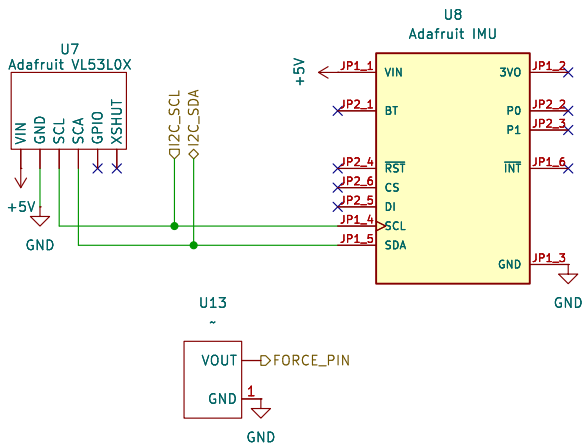 U8
Adafruit IMU
U7
Adafruit VL53L0X
VIN
GND
SCL
SCA
GPIO
XSHUT
+5V
GND
I2C_SCL
I2C_SDA
+5V
JP1_1
VIN
JP2_1
BT
JP2_4
RST
JP2_6
CS
JP2_5
DI
JP1_4
SCL
JP1_5
SDA
3VO
JP1_2
P0
JP2_2
P1
JP2_3
INT
JP1_6
GND
JP1_3
GND
U13
~
VOUT
FORCE_PIN
GND
1
GND